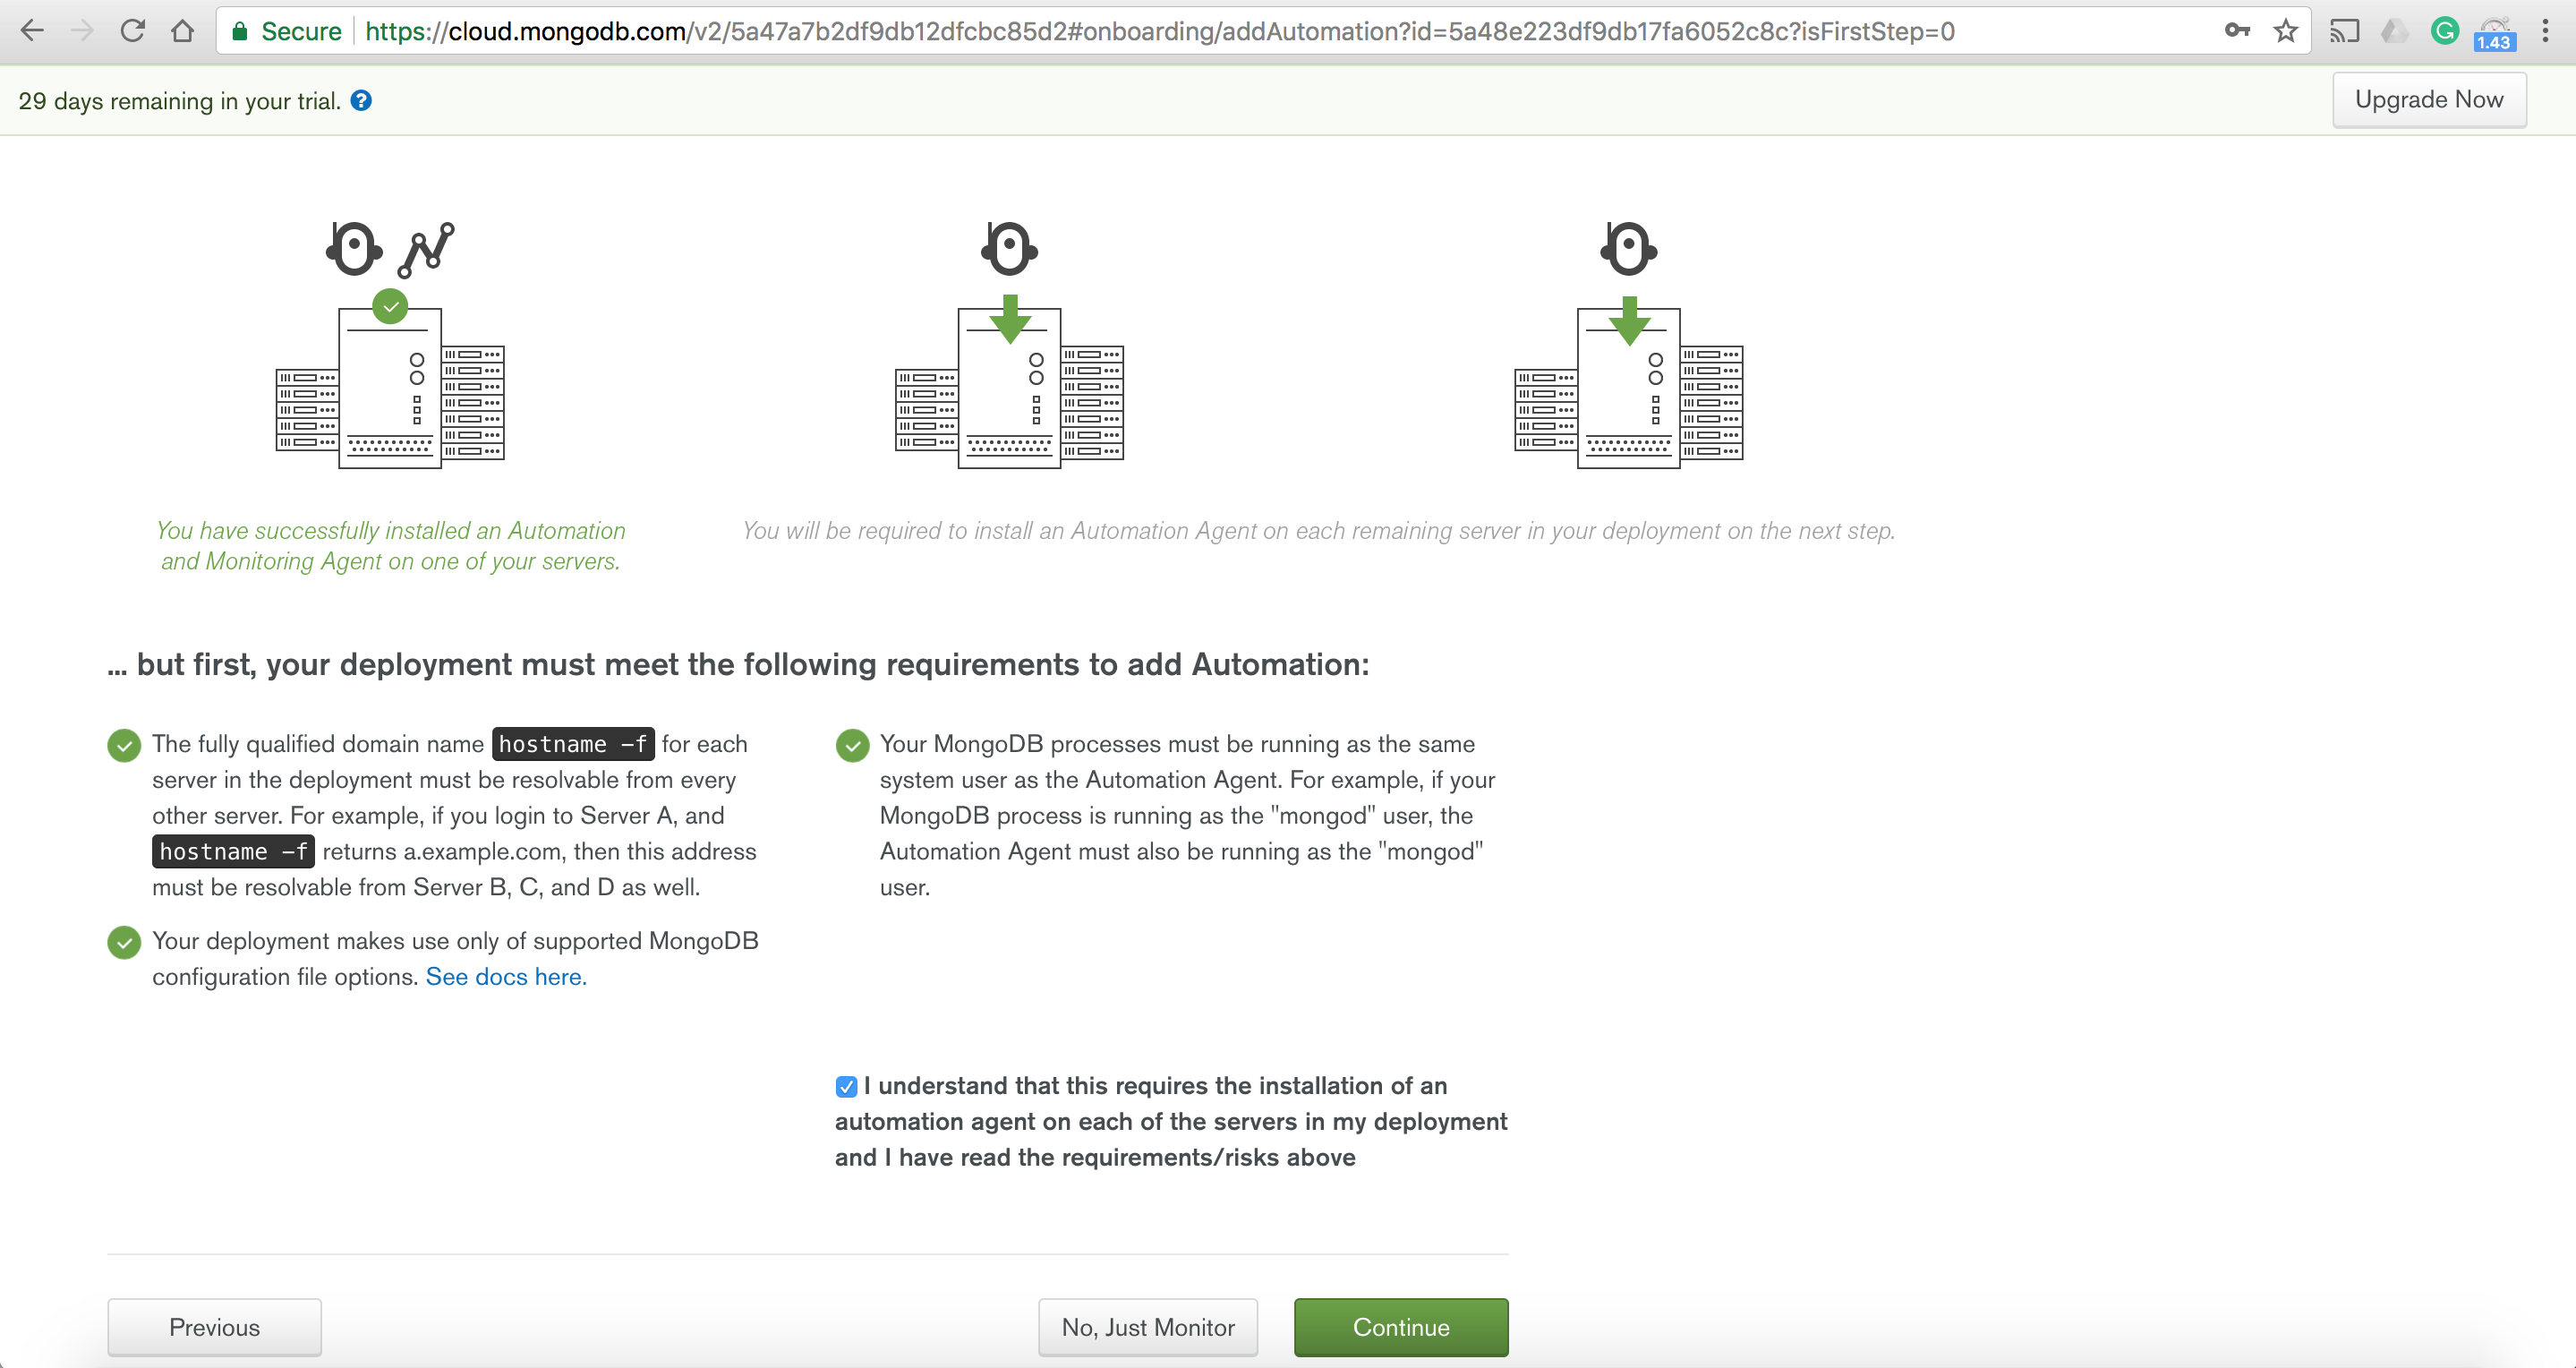 Secure https://cloud.mongodb.com/v2/5a47a7b2df9db12dfcbc85d2#onboarding/addAutomation?id=5a48e223df9db17fa6052c8c?isFirstStep=0
G
1.43
29 days remaining in your trial. ?
Upgrade Now
You have successfully installed an Automation
and Monitoring Agent on one of your servers.
You will be required to install an Automation Agent on each remaining server in your deployment on the next step.
... but first, your deployment must meet the following requirements to add Automation:
The fully qualified domain name hostname -f for each
server in the deployment must be resolvable from every
other server. For example, if you login to Server A, and
hostname -f returns a.example.com, then this address
must be resolvable from Server B, C, and D as well.
Your MongoDB processes must be running as the same
system user as the Automation Agent. For example, if your
MongoDB process is running as the "mongod" user, the
Automation Agent must also be running as the "mongod"
user.
Your deployment makes use only of supported MongoDB
configuration file options. See docs here.
I understand that this requires the installation of an
automation agent on each of the servers in my deployment
and I have read the requirements/risks above
Previous
No, Just Monitor
Continue